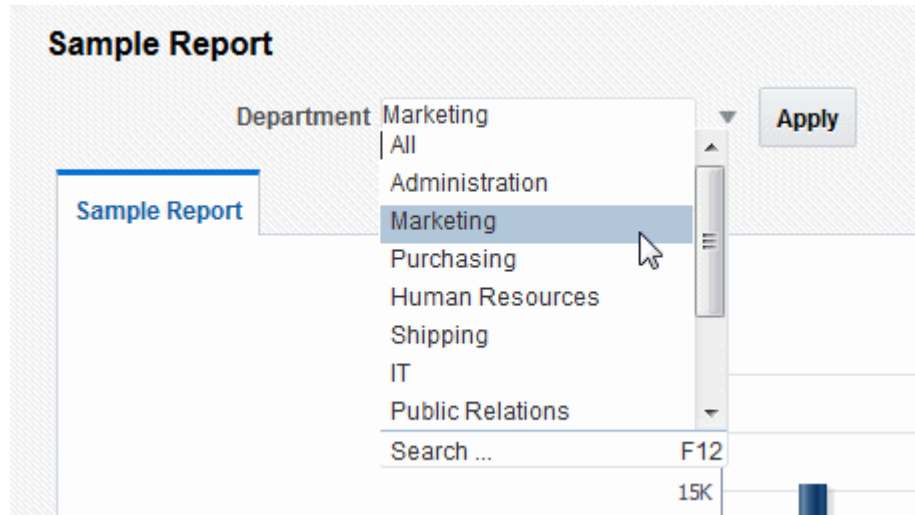 Sample Report
Department Marketing Apply
All
Administration
Sample Report
Marketing
Purchasing
Human Resources
Shipping
IT
Public Relations
Search ... F12
15K